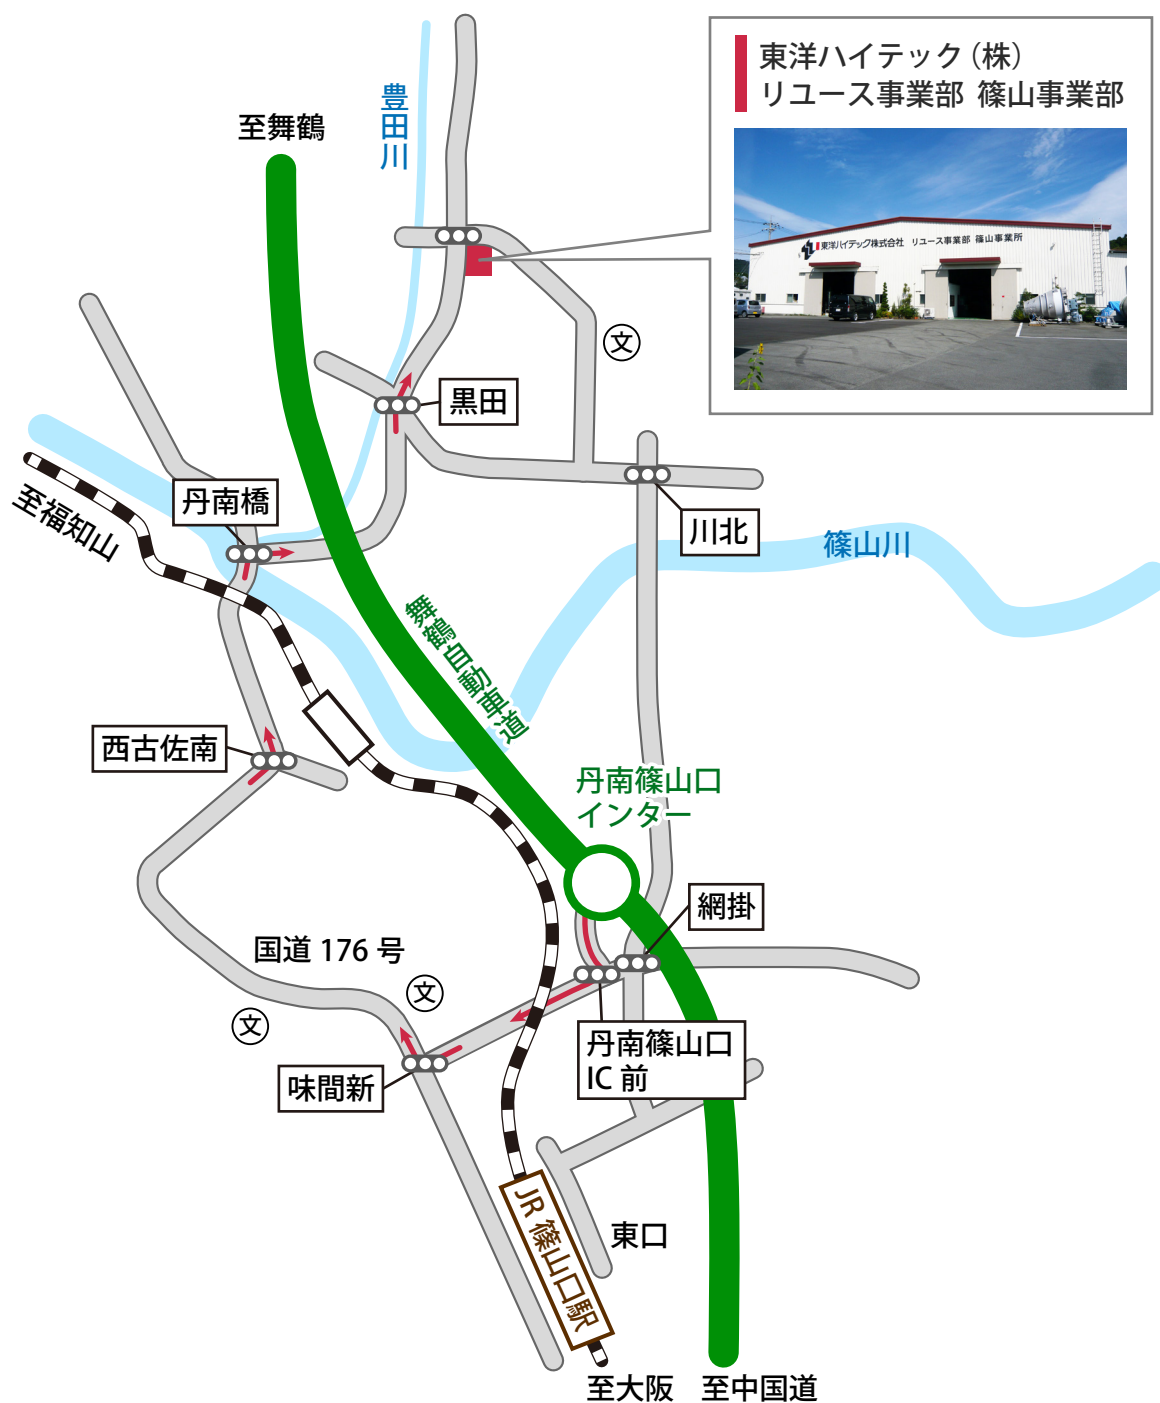 東洋ハイテック（株）
リユース事業部 篠山事業部
東洋ハイテック株式会社 リユース事業部 篠山事業所
至舞鶴
豊田川
文
黒田
丹南橋
至福知山
川北
篠山川
舞鶴自動車道
西古佐南
丹南篠山口
インター
網掛
国道 176 号
文
文
丹南篠山口
IC 前
味間新
JR 篠山口駅
東口
至大阪
至中国道